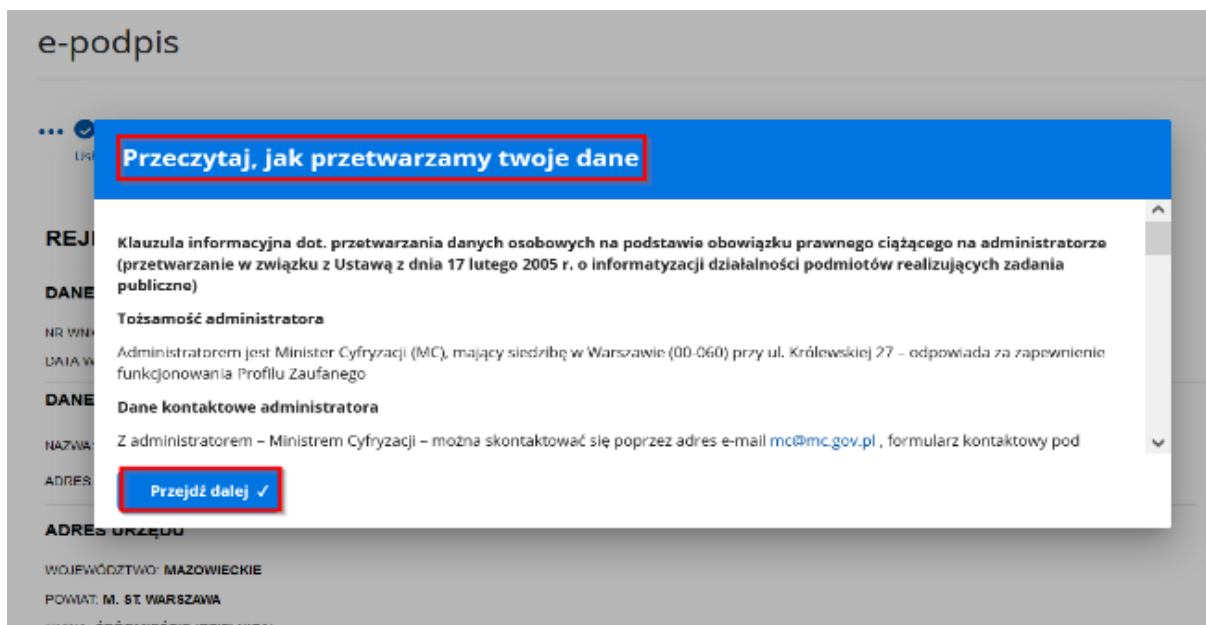 e-podpis
Przeczytaj, jak przetwarzamy twoje dane
Klauzula informacyjna dot. przetwarzania danych osobowych na podstawie obowiązku prawnego ciążącego na administratorze
(przetwarzanie w związku z Ustawą z dnia 17 lutego 2005 r. o informatyzacji działalności podmiotów realizujących zadania
publiczne)
DANE
Tożsamość administratora
NR
Administratorem jest Minister Cyfryzacji (MC), mający siedzibę w Warszawie (00-060) przy ul. Królewskiej 27 – odpowiada za zapewnienie
DATA
funkcjonowania Profilu Zaufanego
DANE
Dane kontaktowe administratora
NAZWA:
Z administratorem – Ministrem Cyfryzacji – można skontaktować się poprzez adres e-mail mc@mc.gov.pl , formularz kontaktowy pod
ADRES
Przejdź dalej ✓
ADRES URZĘDU
WOJEWÓDZTWO: MAZOWIECKIE
POWIAT: M. ST. WARSZAWA